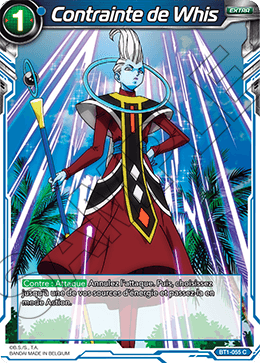 1 Contrainte de Whis EXTRA
Contre : Attaque Annulez l'attaque. Puis, choisissez
jusqu'à une de vos sources d'énergie et passez-la en
mode Action.
©B.S./S., T.A.
BANDAI MADE IN BELGIUM
BT1-055 C